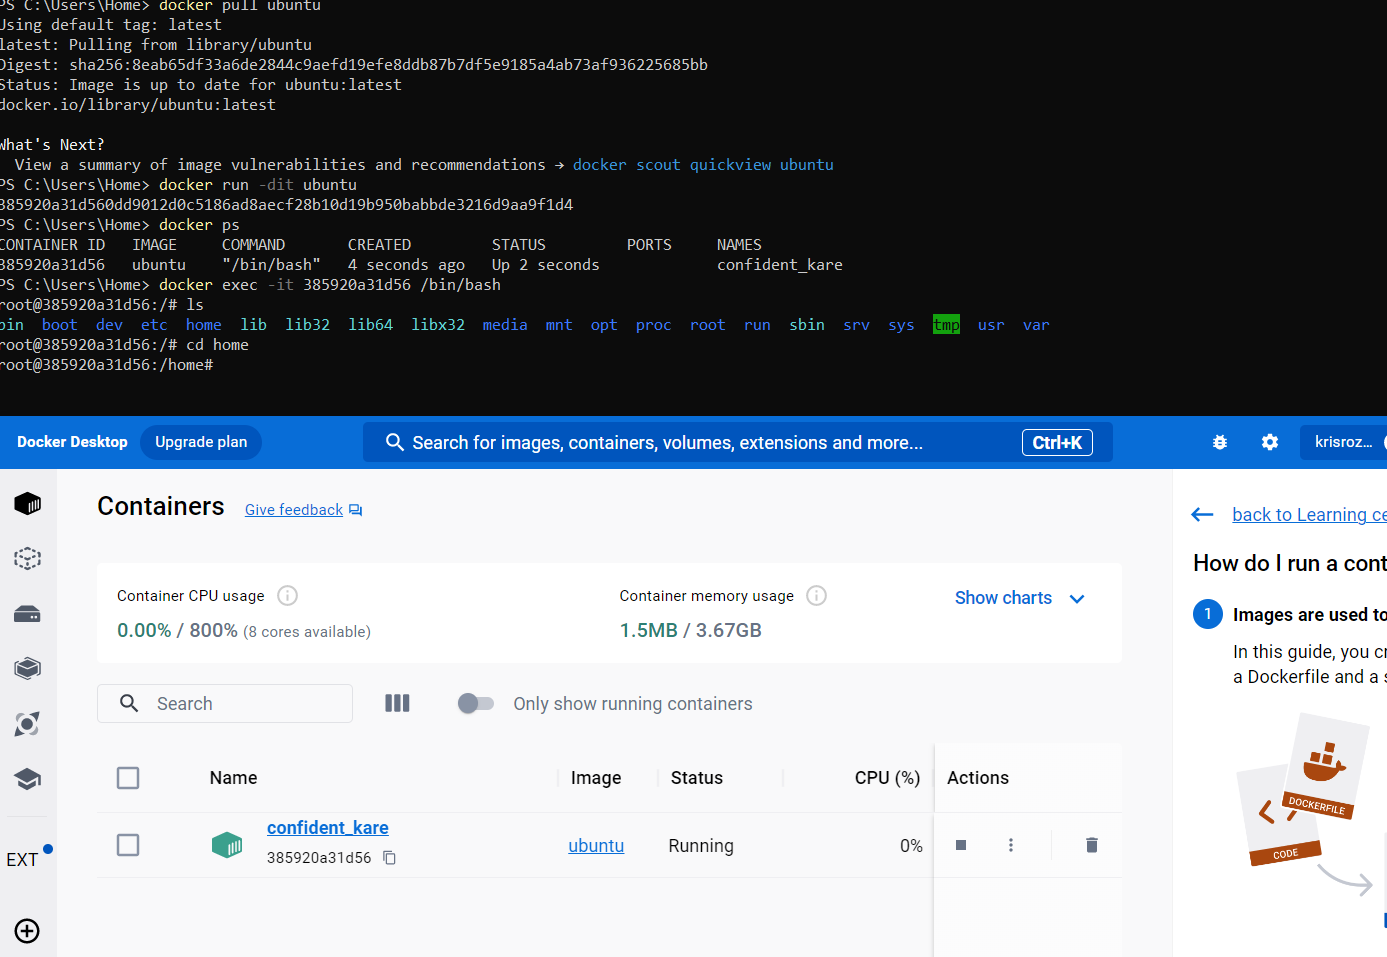 PS C:\Users\Home> docker pull ubuntu
Using default tag: latest
latest: Pulling from library/ubuntu
Digest: sha256:8eab65df33a6de2844c9aefd19efe8ddb87b7df5e9185a4ab73af936225685bb
Status: Image is up to date for ubuntu:latest
docker.io/library/ubuntu:latest
What's Next?
View a summary of image vulnerabilities and recommendations → docker scout quickview ubuntu
PS C:\Users\Home> docker run -dit ubuntu
385920a31d560dd9012d0c5186ad8aecf28b10d19b950babbde3216d9aa9f1d4
PS C:\Users\Home> docker ps
CONTAINER ID IMAGE COMMAND CREATED STATUS PORTS NAMES
385920a31d56 ubuntu "/bin/bash" 4 seconds ago Up 2 seconds confident_kare
PS C:\Users\Home> docker exec -it 385920a31d56 /bin/bash
root@385920a31d56:/# ls
bin boot dev etc home lib lib32 lib64 libx32 media mnt opt proc root run sbin srv sys tmp usr var
root@385920a31d56:/# cd home
root@385920a31d56:/home#
Docker Desktop Upgrade plan Search for images, containers, volumes, extensions and more... Ctrl+K krisroz...
Containers Give feedback
back to Learning ce
How do I run a cont
Container CPU usage Container memory usage Show charts
0.00% / 800% (8 cores available) 1.5MB / 3.67GB
1 Images are used to
In this guide, you cr
a Dockerfile and a s
Search Only show running containers
Name Image Status CPU (%) Actions
confident_kare
385920a31d56 ubuntu Running 0%
DOCKERFILE
CODE
EXT